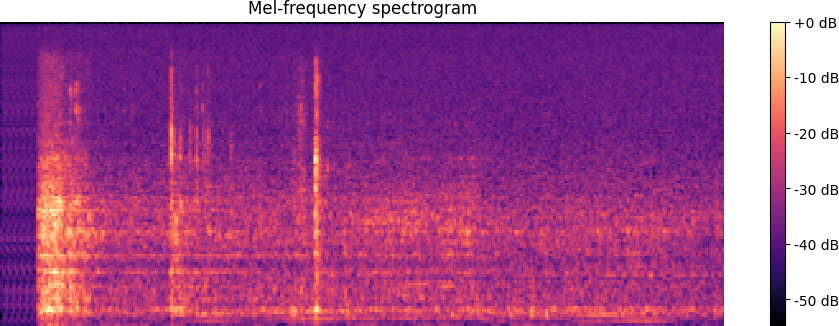 Mel-frequency spectrogram
+0 dB
-10 dB
-20 dB
-30 dB
-40 dB
-50 dB